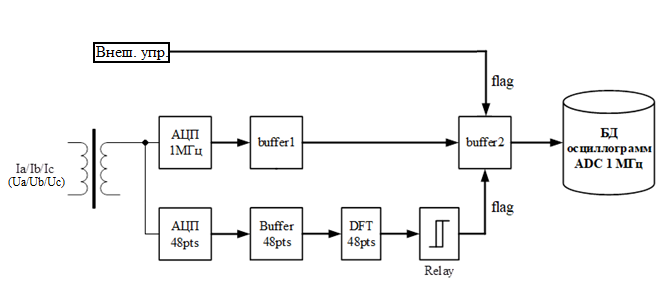 Внеш. упр.
flag
АЦП
1МГц
buffer1
buffer2
БД
осциллограмм
ADC 1 МГц
Ia/Ib/Ic
(Ua/Ub/Uc)
flag
АЦП
48pts
Buffer
48pts
DFT
48pts
Relay